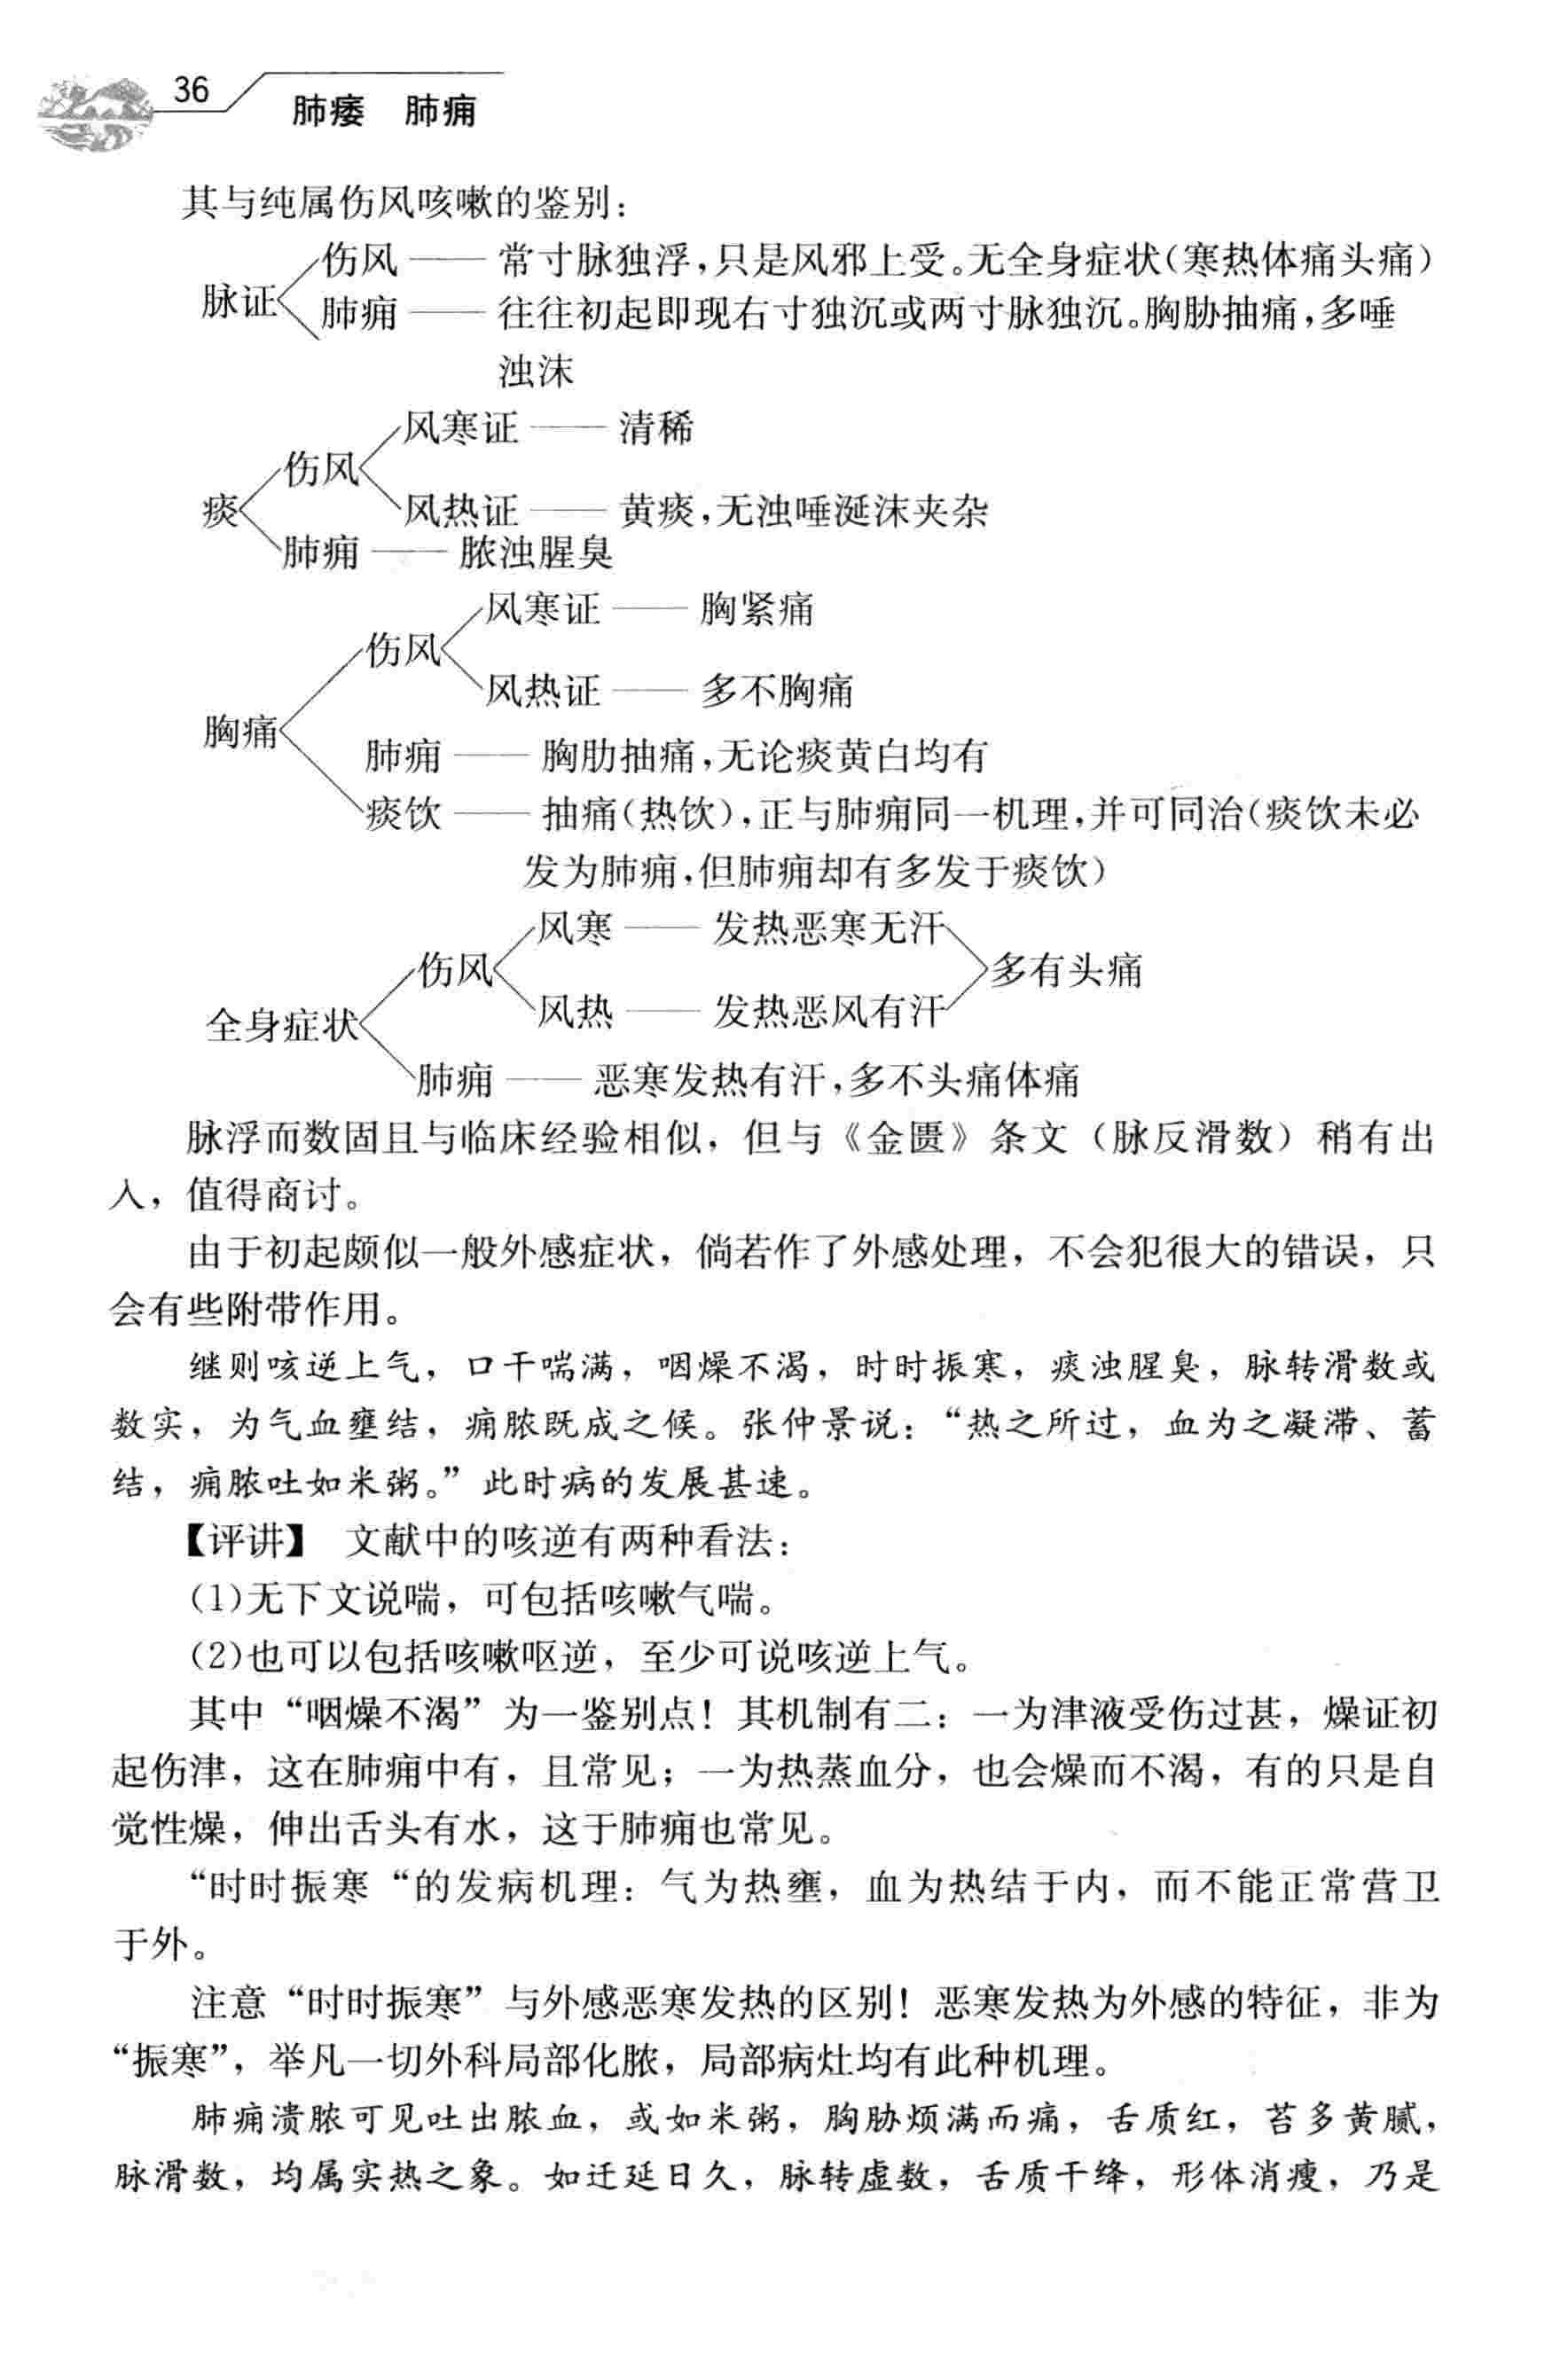 36
肺痿 肺痈
其与纯属伤风咳嗽的鉴别：
伤风 —— 常寸脉独浮，只是风邪上受。无全身症状（寒热体痛头痛）
脉证
肺痈 —— 往往初起即现右寸独沉或两寸脉独沉。胸胁抽痛，多唾
浊沫
风寒证 —— 清稀
伤风
痰
风热证 —— 黄痰，无浊唾涎沫夹杂
肺痈 —— 脓浊腥臭
风寒证 —— 胸紧痛
伤风
风热证 —— 多不胸痛
胸痛
肺痈 —— 胸肋抽痛，无论痰黄白均有
痰饮 —— 抽痛（热饮），正与肺痈同一机理，并可同治（痰饮未必
发为肺痈，但肺痈却有多发于痰饮）
风寒 —— 发热恶寒无汗
伤风 多有头痛
风热 —— 发热恶风有汗
全身症状
肺痈 —— 恶寒发热有汗，多不头痛体痛
脉浮而数固且与临床经验相似，但与《金匮》条文（脉反滑数）稍有出
入，值得商讨。
由于初起颇似一般外感症状，倘若作了外感处理，不会犯很大的错误，只
会有些附带作用。
继则咳逆上气，口干喘满，咽燥不渴，时时振寒，痰浊腥臭，脉转滑数或
数实，为气血壅结，痈脓既成之候。张仲景说：“热之所过，血为之凝滞、蓄
结，痈脓吐如米粥。”此时病的发展甚速。
【评讲】 文献中的咳逆有两种看法：
(1)无下文说喘，可包括咳嗽气喘。
(2)也可以包括咳嗽呕逆，至少可说咳逆上气。
其中“咽燥不渴”为一鉴别点！其机制有二：一为津液受伤过甚，燥证初
起伤津，这在肺痈中有，且常见；一为热蒸血分，也会燥而不渴，有的只是自
觉性燥，伸出舌头有水，这于肺痈也常见。
“时时振寒“的发病机理：气为热壅，血为热结于内，而不能正常营卫
于外。
注意“时时振寒”与外感恶寒发热的区别！恶寒发热为外感的特征，非为
“振寒”，举凡一切外科局部化脓，局部病灶均有此种机理。
肺痈溃脓可见吐出脓血，或如米粥，胸胁烦满而痛，舌质红，苔多黄腻，
脉滑数，均属实热之象。如迁延日久，脉转虚数，舌质干绛，形体消瘦，乃是